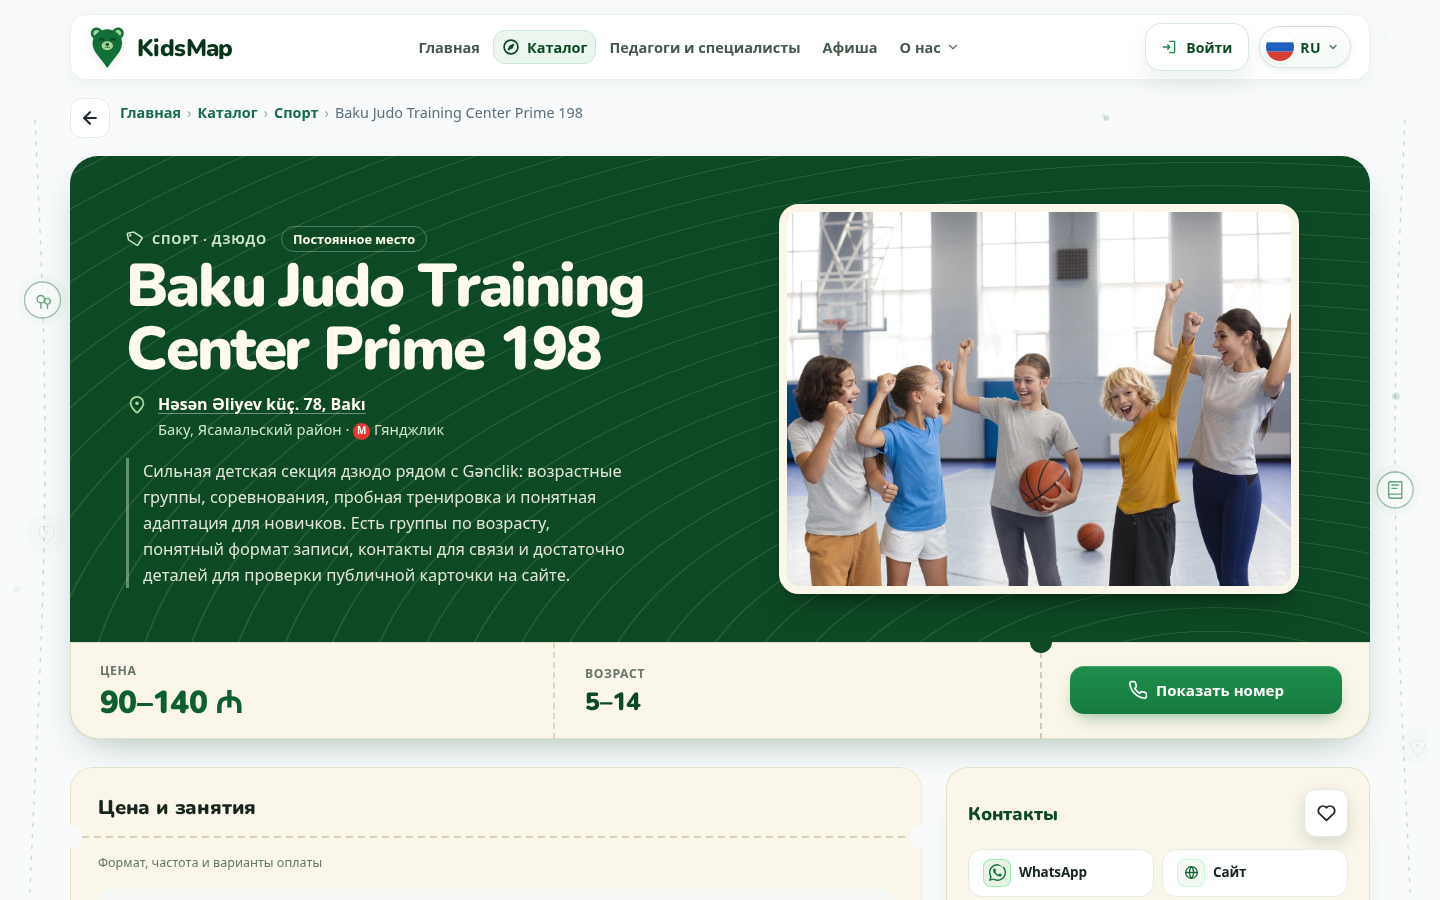 KidsMap
Главная
Каталог
Педагоги и специалисты
Афиша
О нас
Войти
RU
Главная › Каталог › Спорт › Baku Judo Training Center Prime 198
СПОРТ · ДЗЮДО
Постоянное место
Baku Judo Training
Center Prime 198
Həsən Əliyev küç. 78, Bakı
Баку, Ясамальский район · M Гянджлик
Сильная детская секция дзюдо рядом с Gənclik: возрастные
группы, соревнования, пробная тренировка и понятная
адаптация для новичков. Есть группы по возрасту,
понятный формат записи, контакты для связи и достаточно
деталей для проверки публичной карточки на сайте.
ЦЕНА
90–140 ₼
ВОЗРАСТ
5–14
Показать номер
Цена и занятия
Формат, частота и варианты оплаты
Контакты
WhatsApp
Сайт